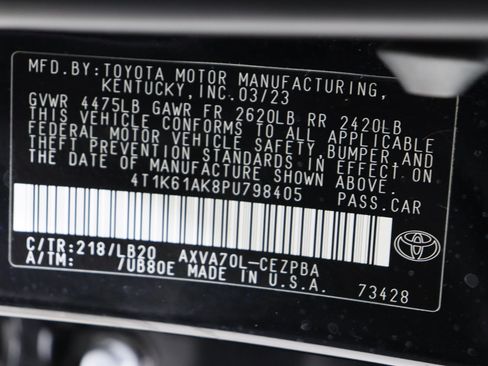 MFD.BY:TOYOTA MOTOR MANUFACTURING,
KENTUCKY, INC. 03/23
GVWR 4475LB GAWR FR 2620LB RR 2420LB
THIS VEHICLE CONFORMS TO ALL APPLICABLE
FEDERAL MOTOR VEHICLE SAFETY, BUMPER, AND
THEFT PREVENTION STANDARDS IN EFFECT ON
THE DATE OF MANUFACTURE SHOWN ABOVE.
4T1K61AK8PU798405 PASS.CAR
C/TR:218/LB20 AXVA70L-CEZPBA
A/TM: /UB80E MADE IN U.S.A.
73428